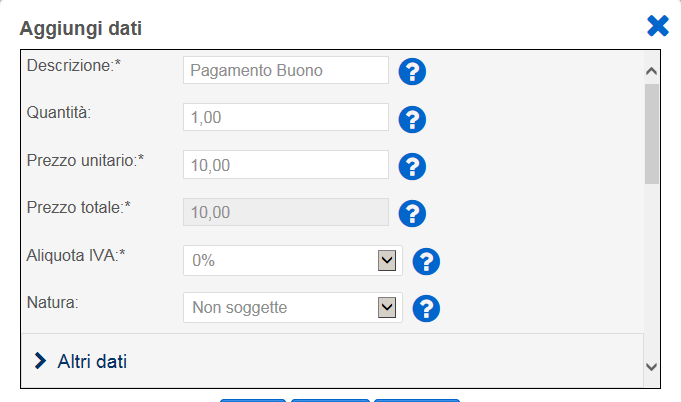 Aggiungi dati
Descrizione:* Pagamento Buono
Quantità: 1,00
Prezzo unitario:* 10,00
Prezzo totale:* 10,00
Aliquota IVA:* 0%
Natura: Non soggette
Altri dati